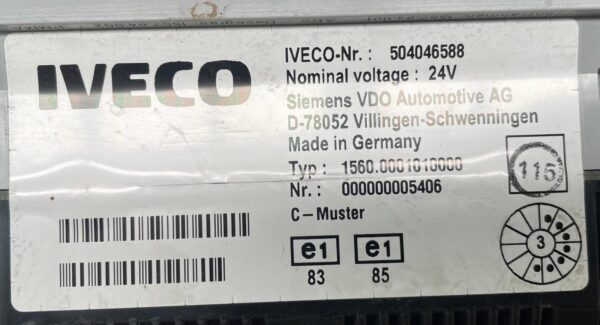 IVECO
IVECO-Nr. : 504046588
Nominal voltage : 24V
Siemens VDO Automotive AG
D-78052 Villingen-Schwenningen
Made in Germany
Typ : 1560.0001010000
Nr. : 000000005406
C-Muster
115
e1 e1
83 85
3